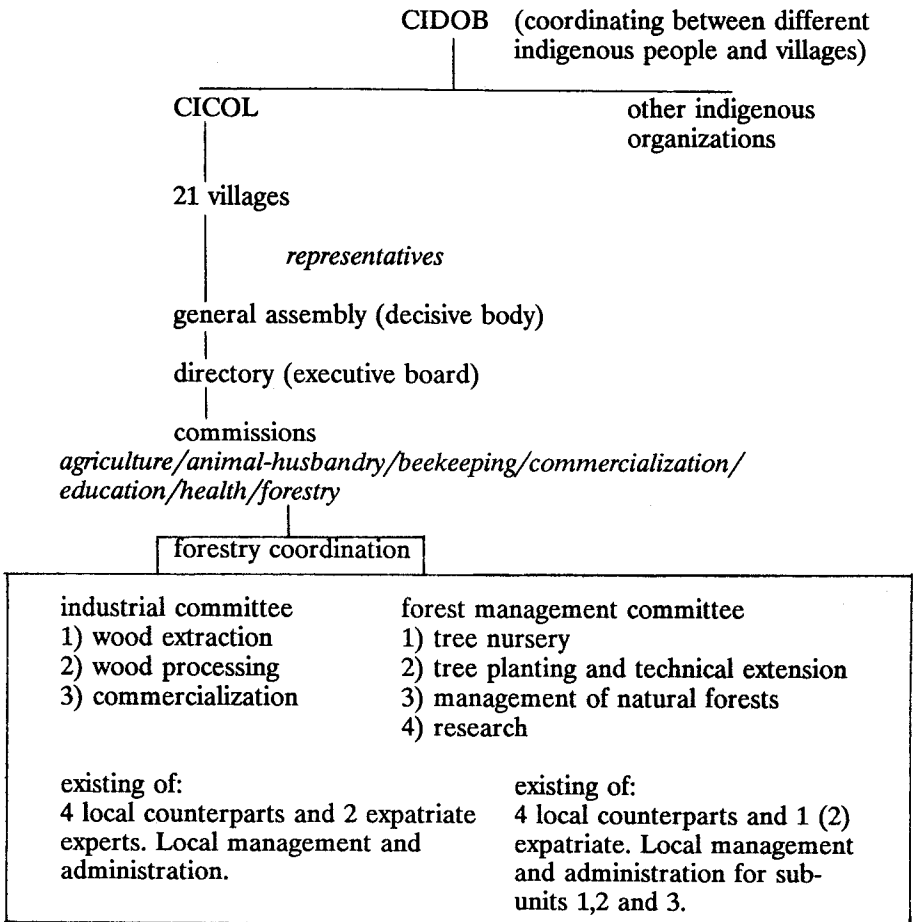 CIDOB (coordinating between different
indigenous people and villages)
CICOL
other indigenous
organizations
21 villages
representatives
general assembly (decisive body)
directory (executive board)
commissions
agriculture/animal-husbandry/beekeeping/commercialization/
education/health/forestry
forestry coordination
industrial committee
1) wood extraction
2) wood processing
3) commercialization
forest management committee
1) tree nursery
2) tree planting and technical extension
3) management of natural forests
4) research
existing of:
4 local counterparts and 2 expatriate
experts. Local management and
administration.
existing of:
4 local counterparts and 1 (2)
expatriate. Local management
and administration for sub-
units 1,2 and 3.